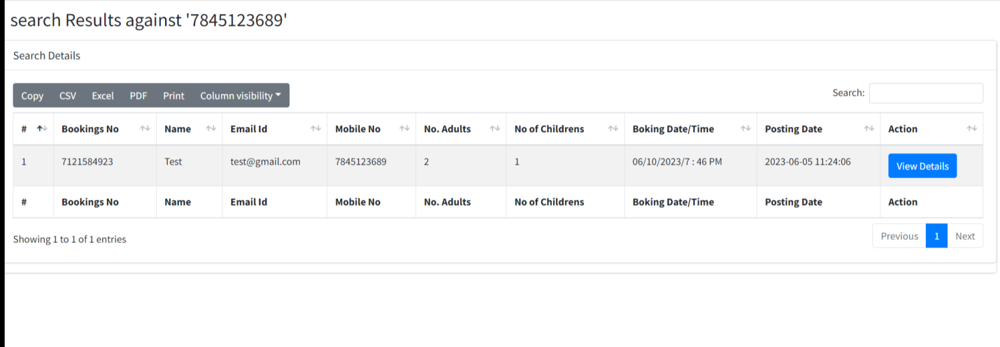 search Results against '7845123689'
Search Details
Copy CSV Excel PDF Print Column visibility Search:
# Bookings No Name Email Id Mobile No No. Adults No of Childrens Boking Date/Time Posting Date Action
1 7121584923 Test test@gmail.com 7845123689 2 1 06/10/2023/7 : 46 PM 2023-06-05 11:24:06 View Details
# Bookings No Name Email Id Mobile No No. Adults No of Childrens Boking Date/Time Posting Date Action
Showing 1 to 1 of 1 entries Previous 1 Next